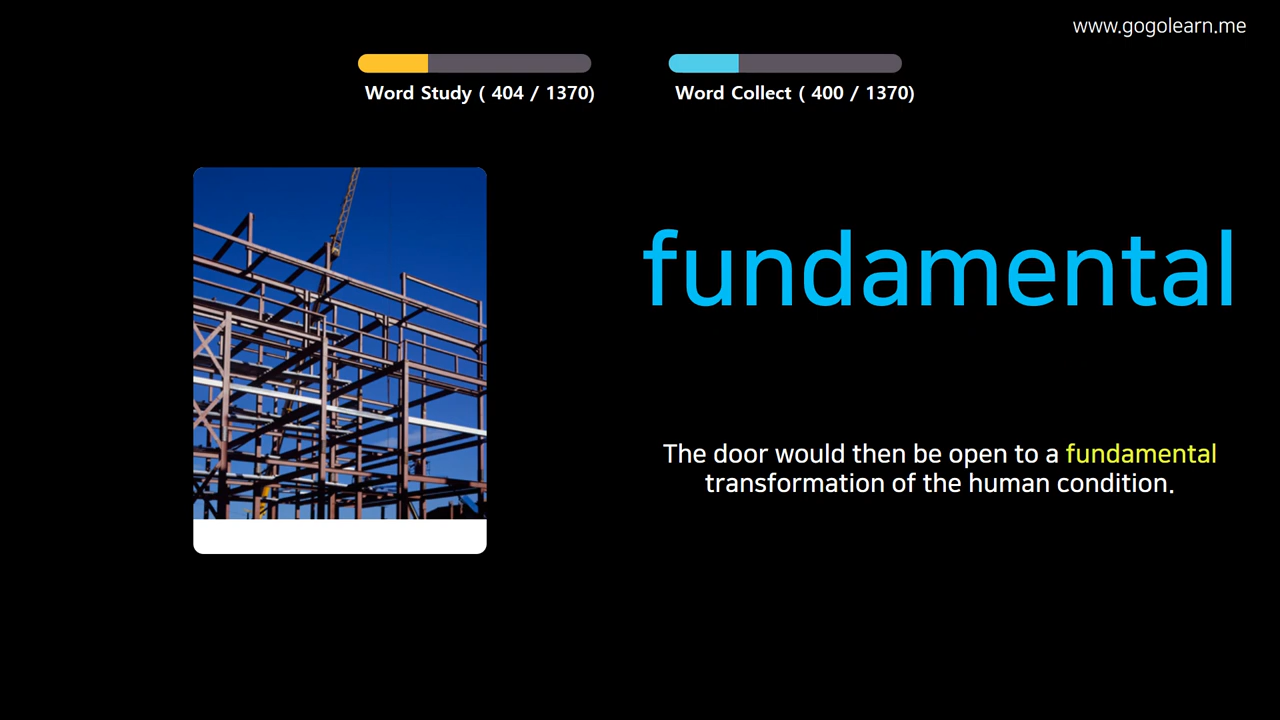 www.gogolearn.me
Word Study ( 404 / 1370)
Word Collect ( 400 / 1370)
fundamental
The door would then be open to a fundamental
transformation of the human condition.